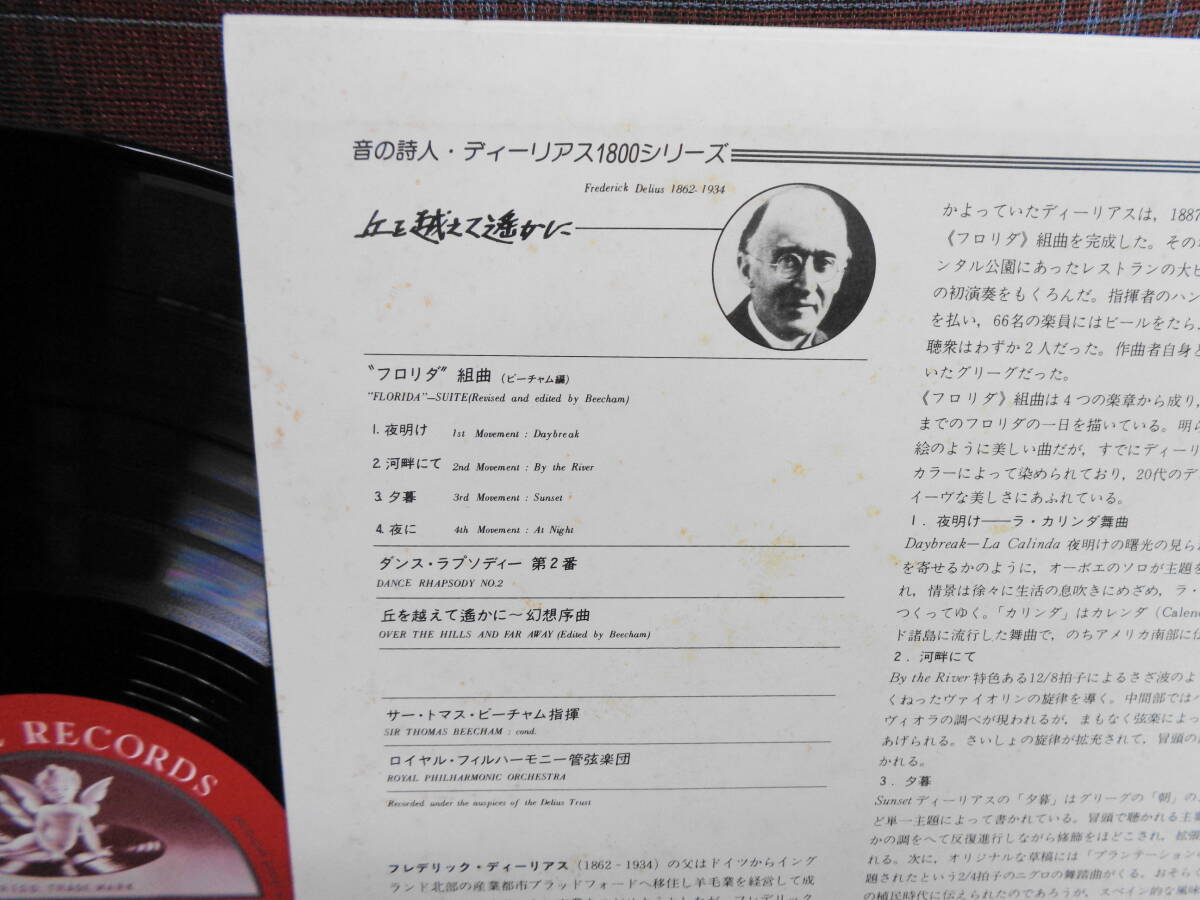 音の詩人・ディーリアス1800シリーズ
Frederick Delius 1862-1934
丘を越えて遙かに
"フロリダ"組曲 (ビーチャム編)
"FLORIDA"—SUITE(Revised and edited by Beecham)
1. 夜明け 1st Movement : Daybreak
2. 河畔にて 2nd Movement : By the River
3. 夕暮 3rd Movement : Sunset
4. 夜に 4th Movement : At Night
ダンス・ラプソディー 第2番
DANCE RHAPSODY NO.2
丘を越えて遙かに〜幻想序曲
OVER THE HILLS AND FAR AWAY (Edited by Beecham)
サー・トマス・ビーチャム指揮
SIR THOMAS BEECHAM : cond.
ロイヤル・フィルハーモニー管弦楽団
ROYAL PHILHARMONIC ORCHESTRA
Recorded under the auspices of the Delius Trust
フレデリック・ディーリアス (1862-1934) の父はドイツからイング
ランド北部の産業都市ブラッドフォードへ移住し羊毛業を経営して成
かよっていたディーリアスは，1887
《フロリダ》組曲を完成した。その
ンタル公園にあったレストランの大ビ
の初演奏をもくろんだ。指揮者のハン
を払い，66名の楽員にはビールをたら
聴衆はわずか2人だった。作曲者自身と
いたグリーグだった。
《フロリダ》組曲は4つの楽章から成り，
までのフロリダの一日を描いている。明ら
絵のように美しい曲だが，すでにディーリ
カラーによって染められており，20代のデ
イーヴな美しさにあふれている。
1．夜明け——ラ・カリンダ舞曲
Daybreak—La Calinda 夜明けの曙光の見ら
を寄せるかのように，オーボエのソロが主題を
れ，情景は徐々に生活の息吹きにめざめ，ラ・
つくってゆく。「カリンダ」はカレンダ (Calen
ド諸島に流行した舞曲で，のちアメリカ南部に伝
2．河畔にて
By the River 特色ある12/8拍子によるさざ波のよ
くねったヴァイオリンの旋律を導く。中間部では
ヴィオラの調べが現われるが，まもなく弦楽によっ
あげられる。さいしょの旋律が拡充されて，冒頭の
かれる。
3．夕暮
Sunset ディーリアスの「夕暮」はグリーグの「朝」の
ど単一主題によって書かれている。冒頭で聴かれる主
かの調をへて反復進行しながら修飾をほどこされ，拡張
れる。次に，オリジナルな草稿には「プランテーション
題されたという2/4拍子のニグロの舞踏曲がくる。おそら
の植民時代に伝えられたのであろうが，スペイン的な風味
L RECORDS
TRADE MARK